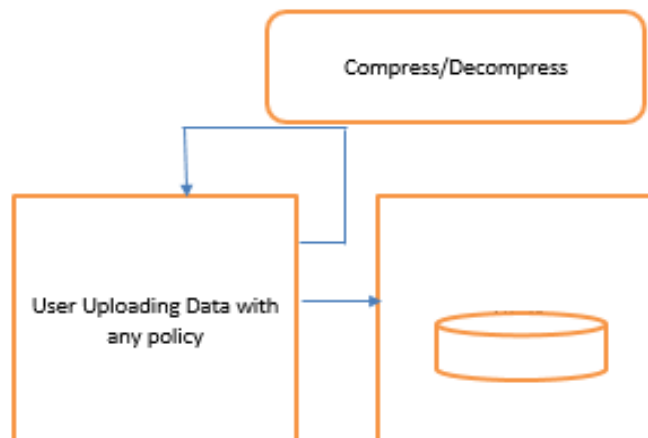 Compress/Decompress
User Uploading Data with
any policy